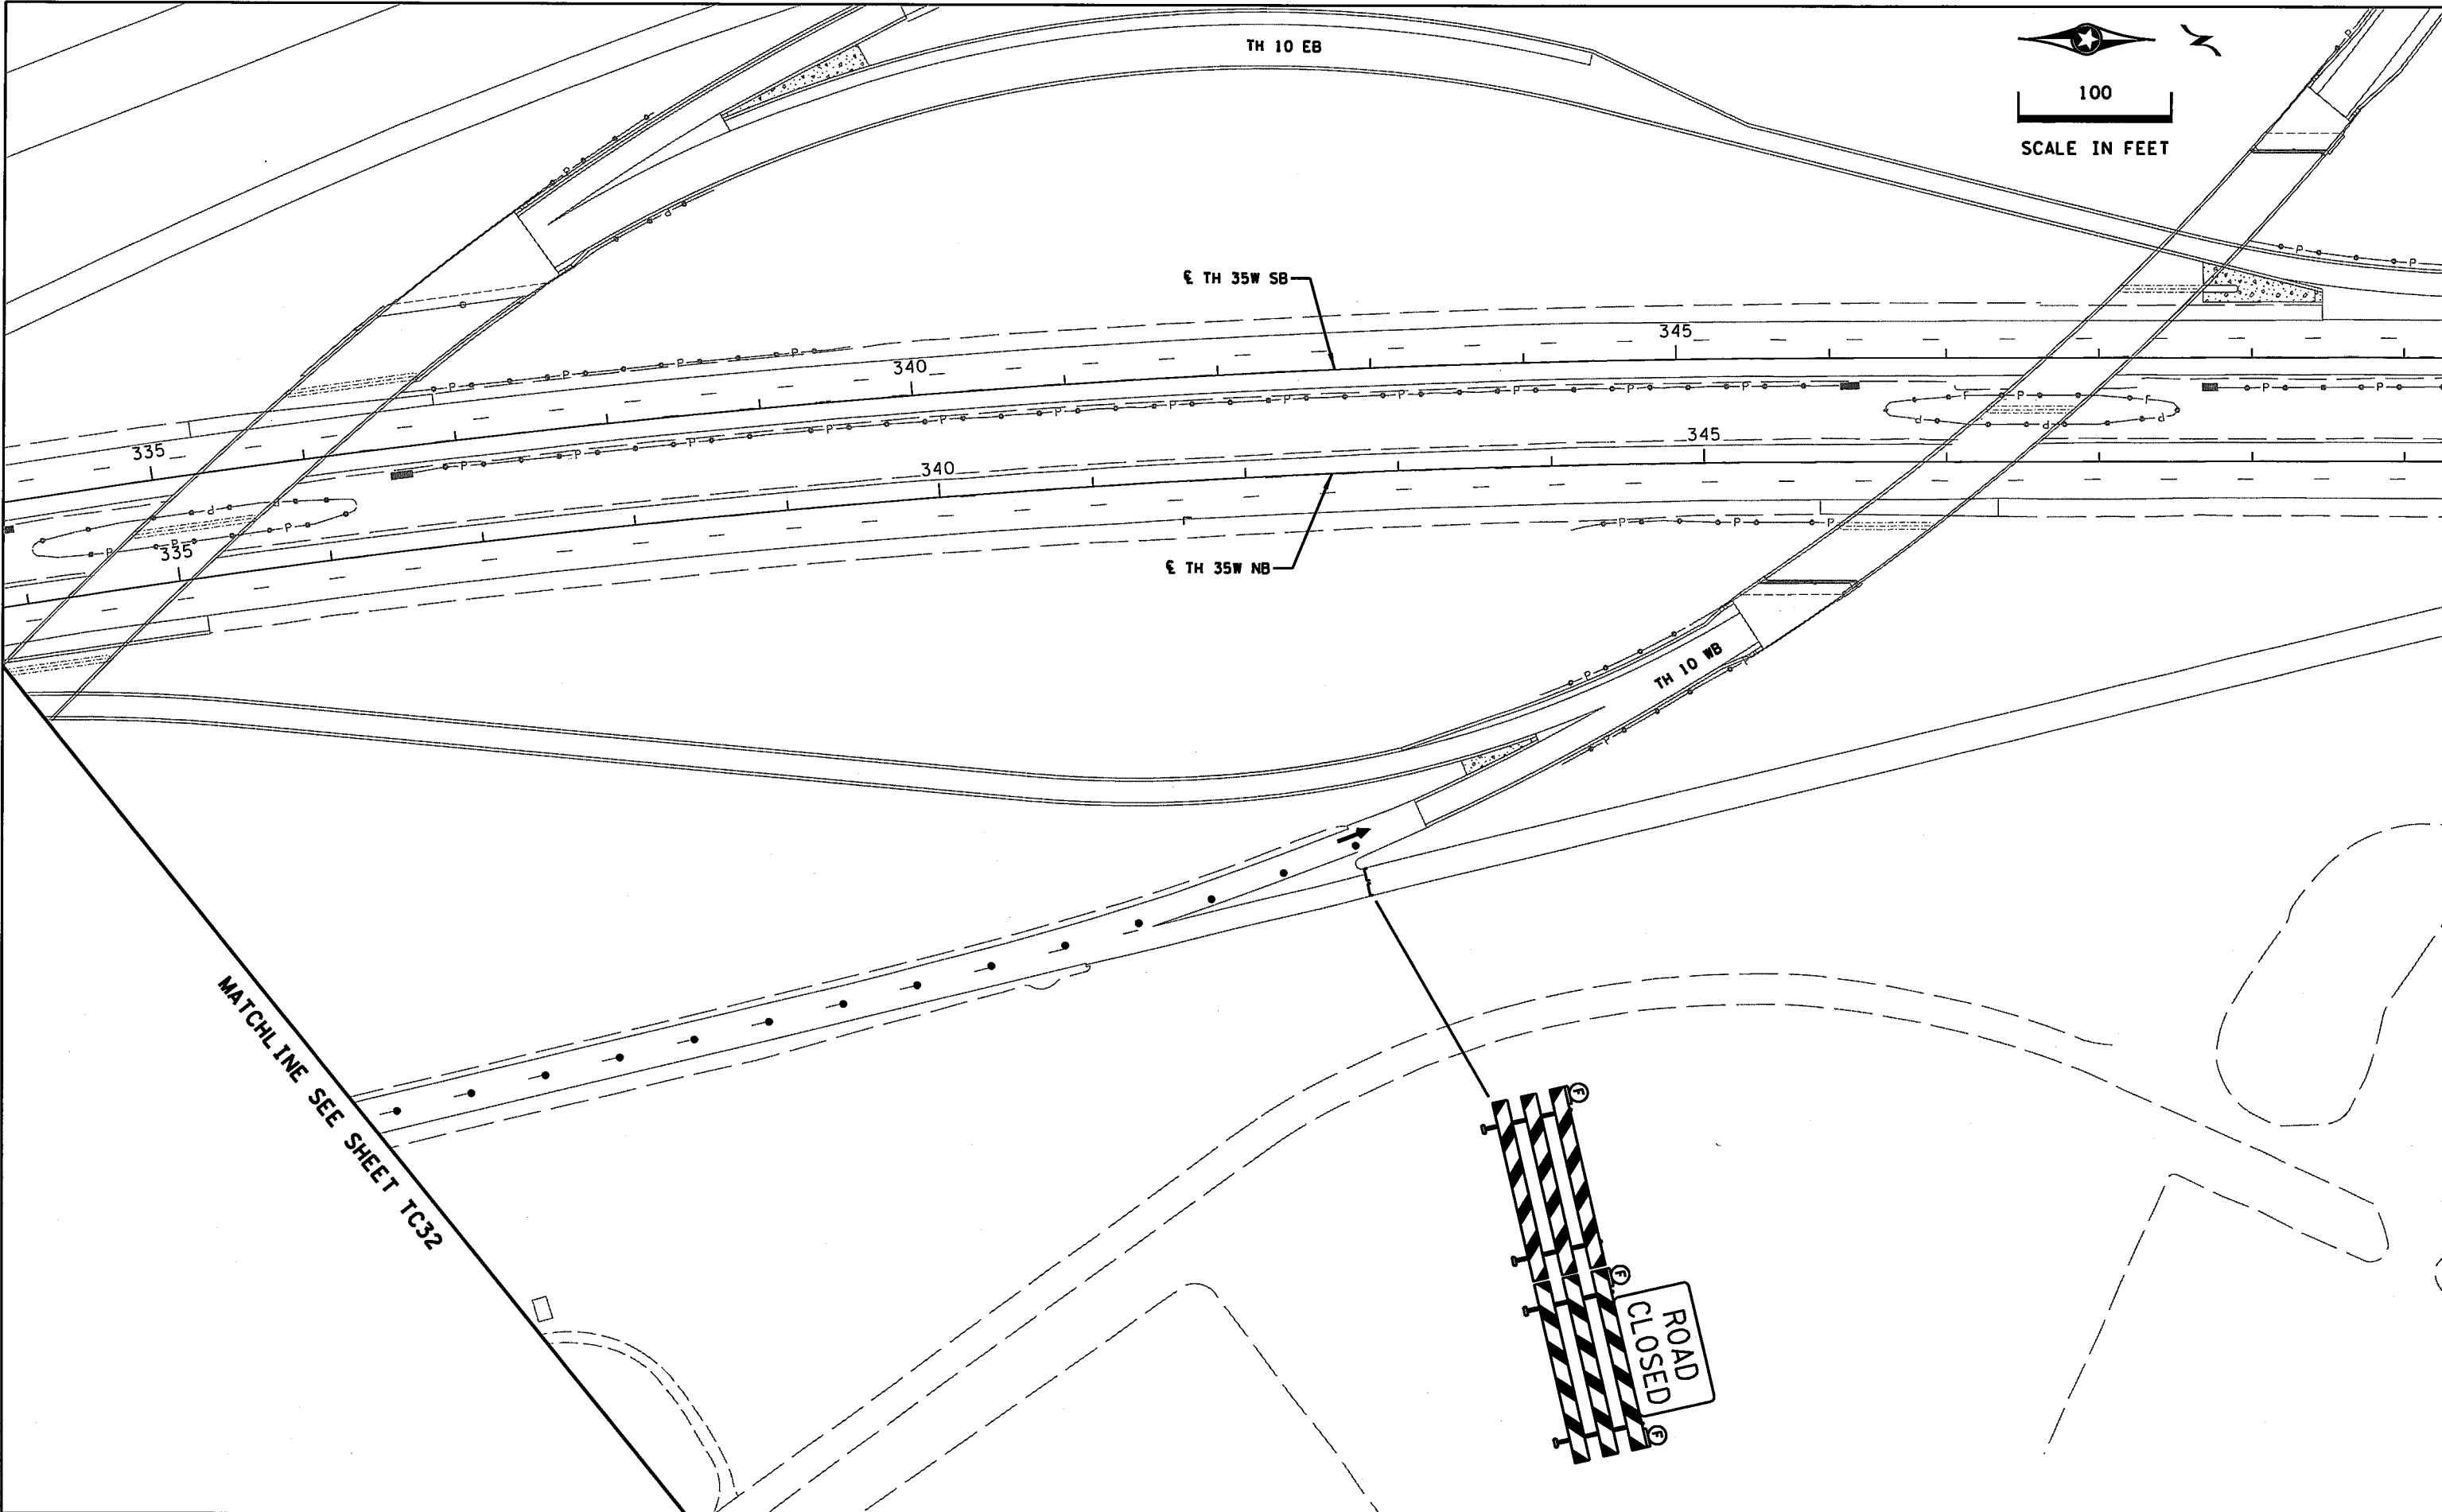 TH 10 EB
N
100
SCALE IN FEET
℄ TH 35W SB
345
340
335
345
340
335
℄ TH 35W NB
TH 10 WB
MATCHLINE SEE SHEET TC32
ROAD
CLOSED
F
F
F